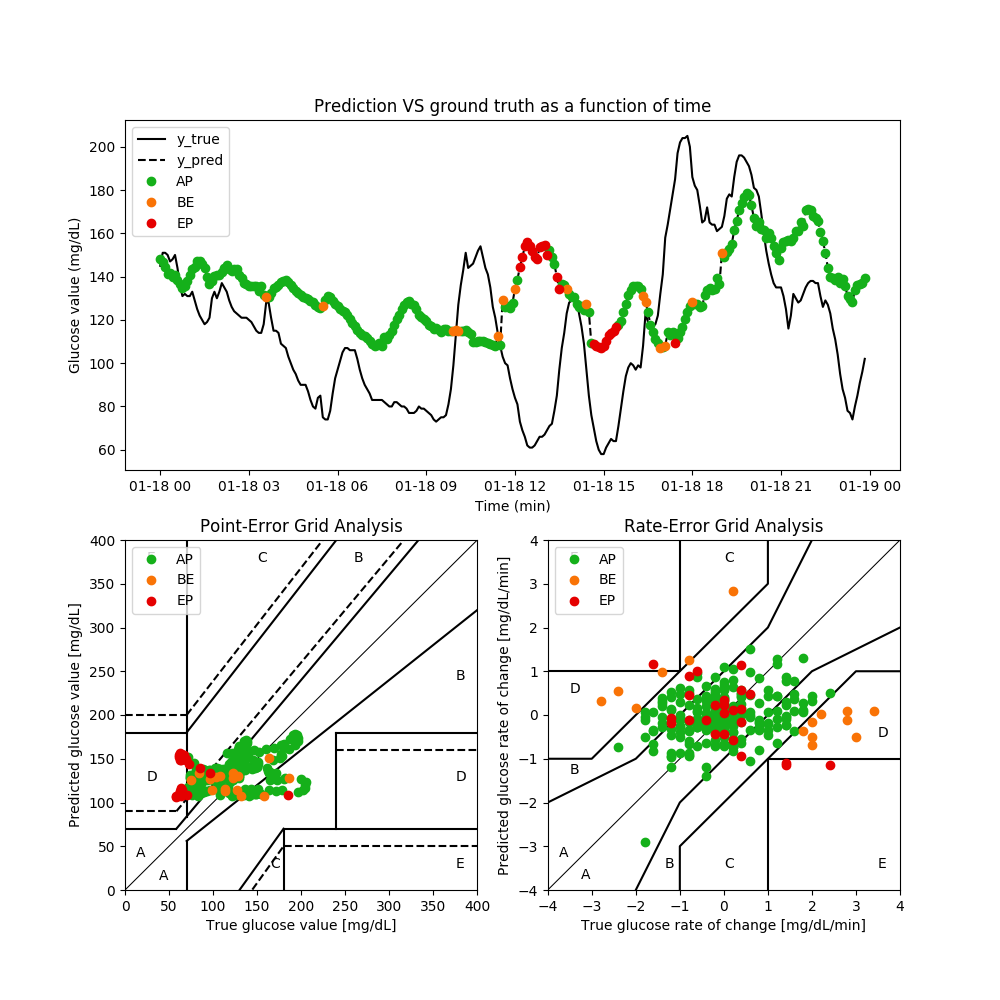 Prediction VS ground truth as a function of time
Glucose value (mg/dL)
200
180
160
140
120
100
80
60
y_true
y_pred
AP
BE
EP
01-18 00 01-18 03 01-18 06 01-18 09 01-18 12 01-18 15 01-18 18 01-18 21 01-19 00
Time (min)
Point-Error Grid Analysis
Predicted glucose value [mg/dl]
400
350
300
250
200
150
100
50
0
AP
BE
EP
C
B
B
D
D
A
A
C
E
0 50 100 150 200 250 300 350 400
True glucose value [mg/dL]
Rate-Error Grid Analysis
Predicted glucose rate of change [mg/dL/min]
4
3
2
1
0
−1
−2
−3
−4
AP
BE
EP
C
D
D
B
A
A
B
C
E
−4 −3 −2 −1 0 1 2 3 4
True glucose rate of change [mg/dL/min]